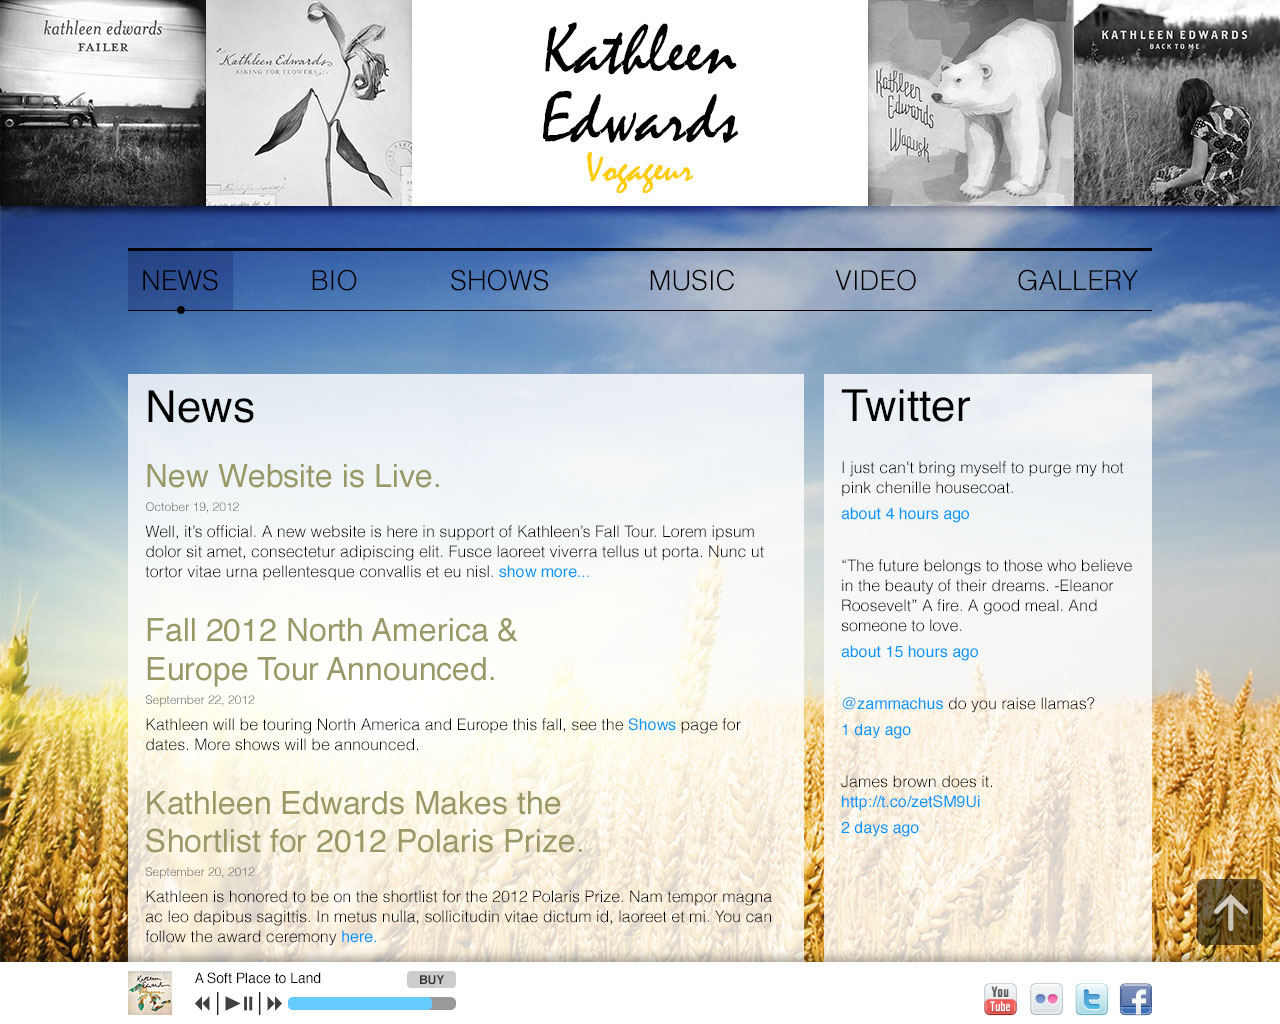 kathleen edwards
FAILER
Kathleen Edwards
ASKING FOR FLOWERS
Kathleen
Edwards
Voyageur
Kathleen
Edwards
Wapusk
KATHLEEN EDWARDS
BACK TO ME
NEWS BIO SHOWS MUSIC VIDEO GALLERY
News
New Website is Live.
October 19, 2012
Well, it’s official. A new website is here in support of Kathleen’s Fall Tour. Lorem ipsum
dolor sit amet, consectetur adipiscing elit. Fusce laoreet viverra tellus ut porta. Nunc ut
tortor vitae urna pellentesque convallis et eu nisl. show more...
Fall 2012 North America &
Europe Tour Announced.
September 22, 2012
Kathleen will be touring North America and Europe this fall, see the Shows page for
dates. More shows will be announced.
Kathleen Edwards Makes the
Shortlist for 2012 Polaris Prize.
September 20, 2012
Kathleen is honored to be on the shortlist for the 2012 Polaris Prize. Nam tempor magna
ac leo dapibus sagittis. In metus nulla, sollicitudin vitae dictum id, laoreet et mi. You can
follow the award ceremony here.
Twitter
I just can't bring myself to purge my hot
pink chenille housecoat.
about 4 hours ago
“The future belongs to those who believe
in the beauty of their dreams. -Eleanor
Roosevelt” A fire. A good meal. And
someone to love.
about 15 hours ago
@zammachus do you raise llamas?
1 day ago
James brown does it.
http://t.co/zetSM9Ui
2 days ago
Kathleen
Edwards
A Soft Place to Land
BUY
You
Tube